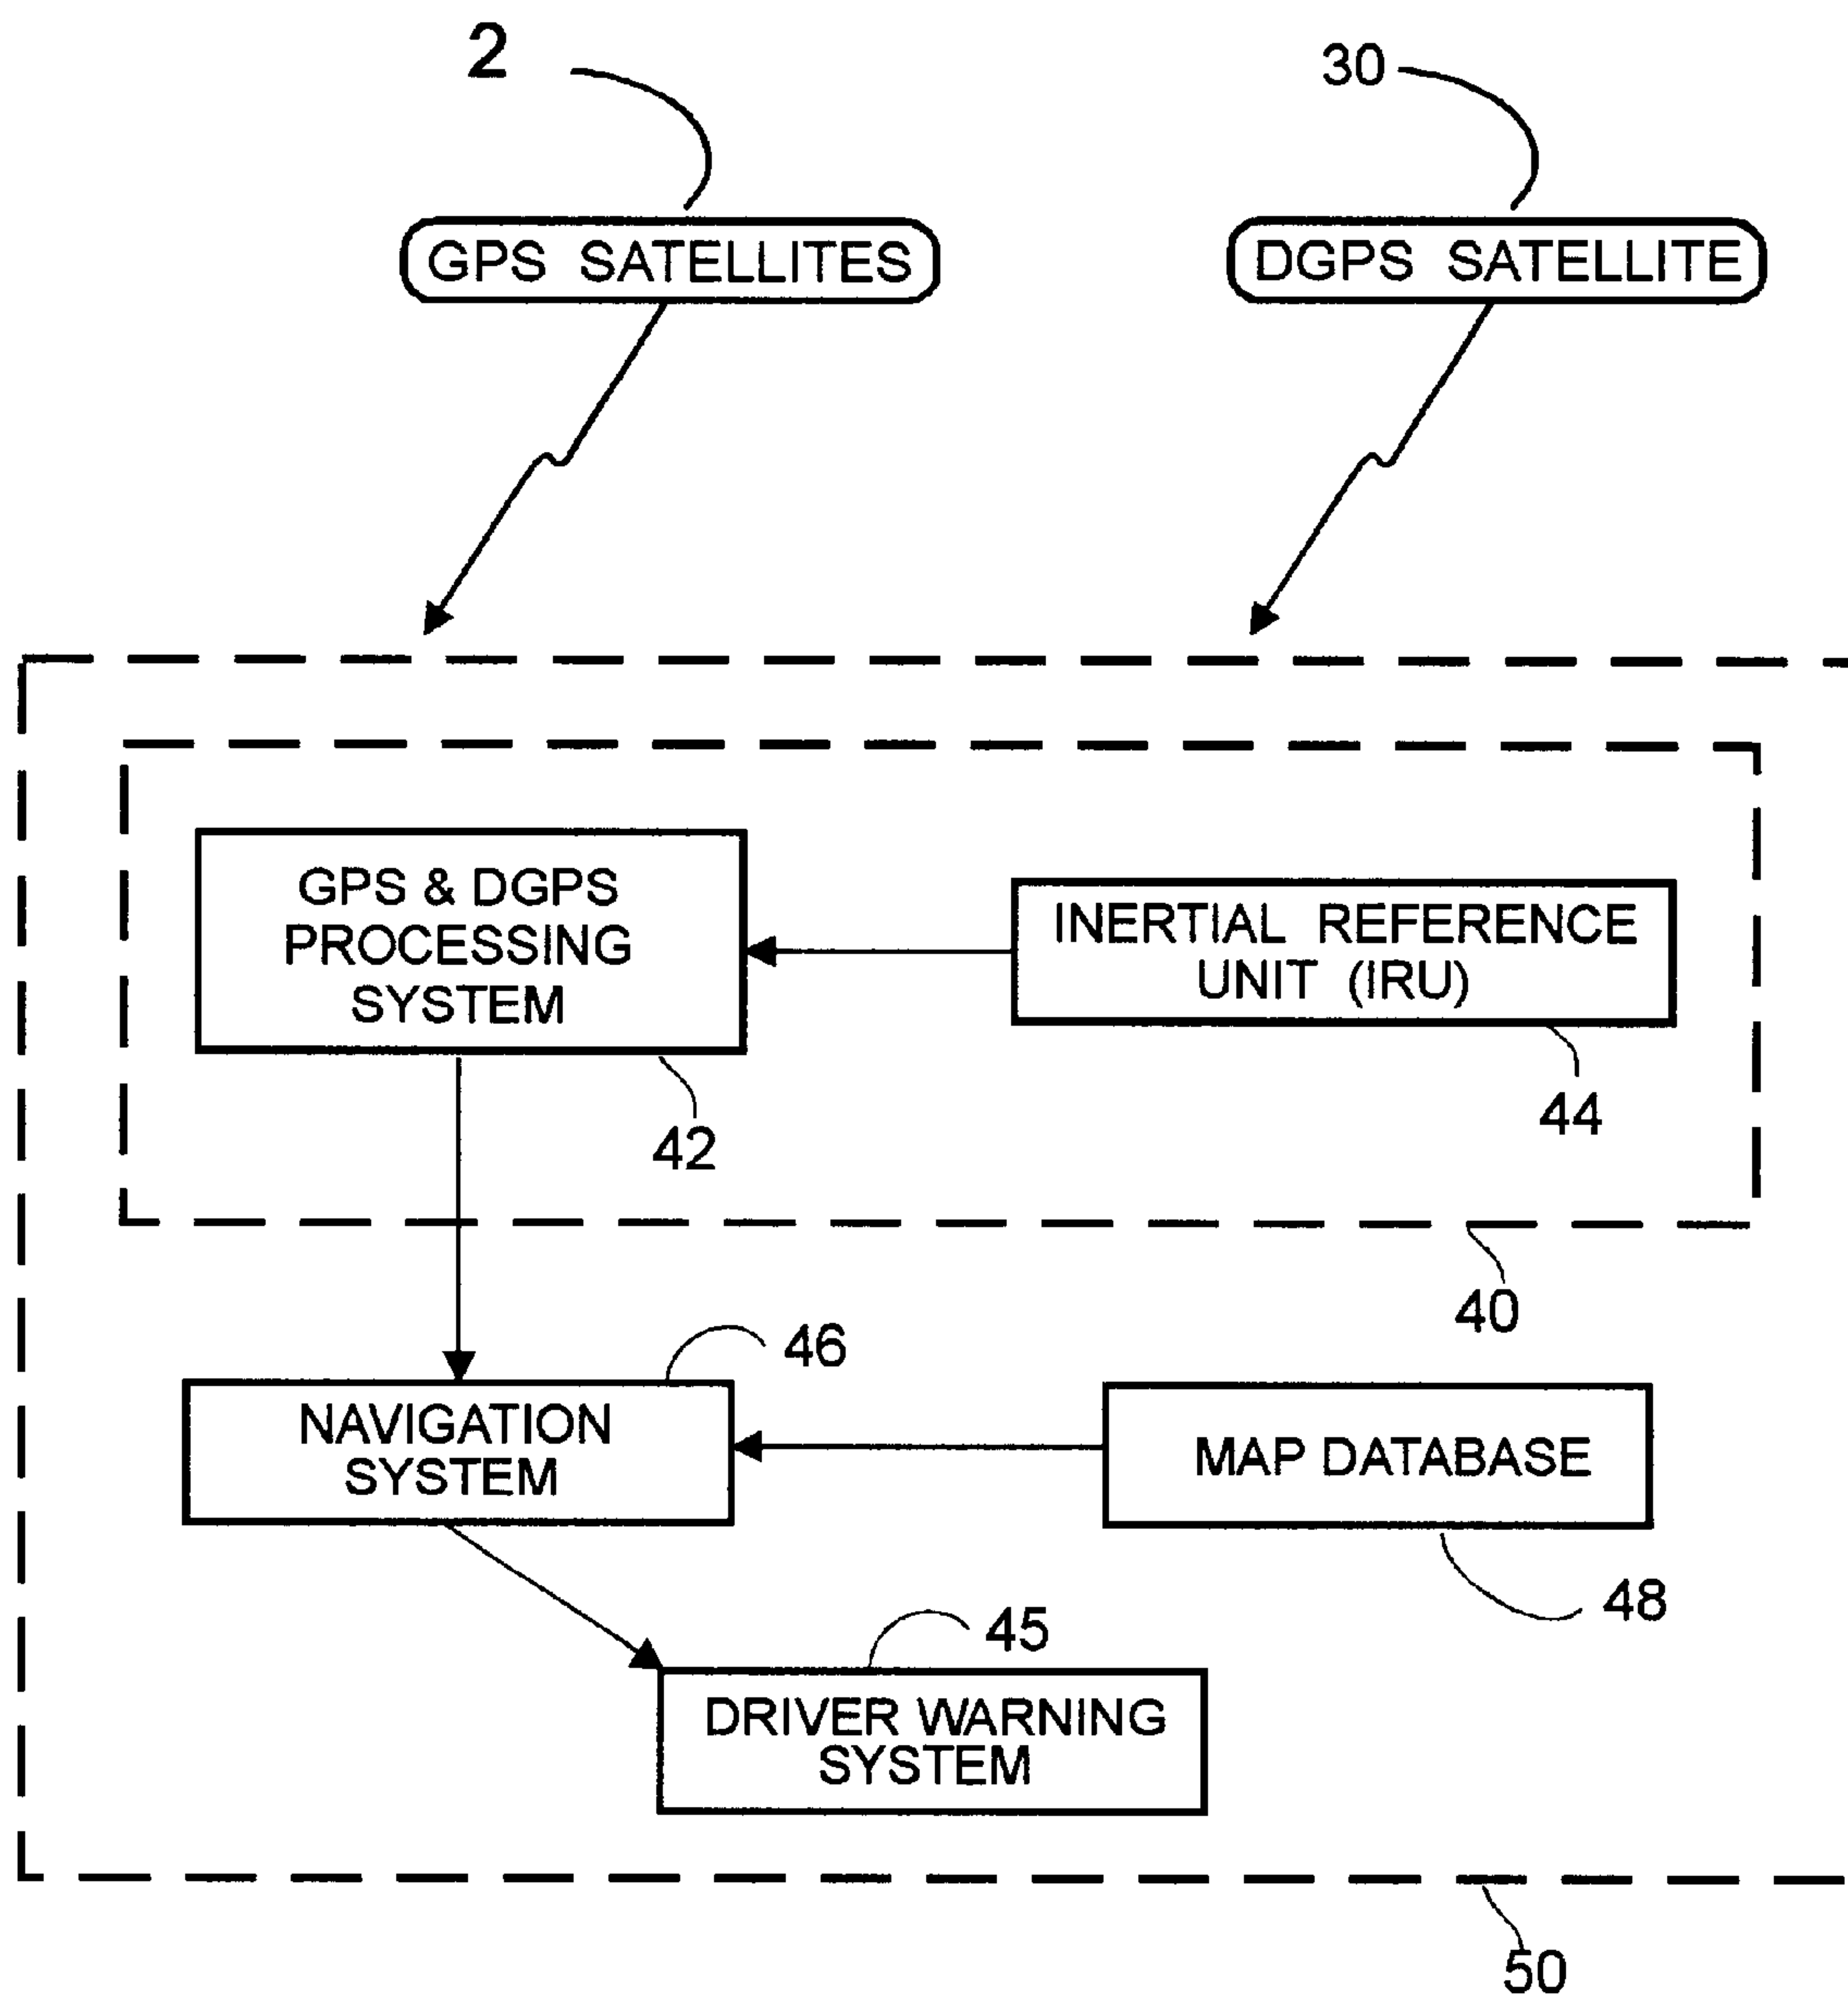 2
30
GPS SATELLITES
DGPS SATELLITE
GPS & DGPS
PROCESSING
SYSTEM
INERTIAL REFERENCE
UNIT (IRU)
42
44
40
46
NAVIGATION
SYSTEM
MAP DATABASE
48
45
DRIVER WARNING
SYSTEM
50